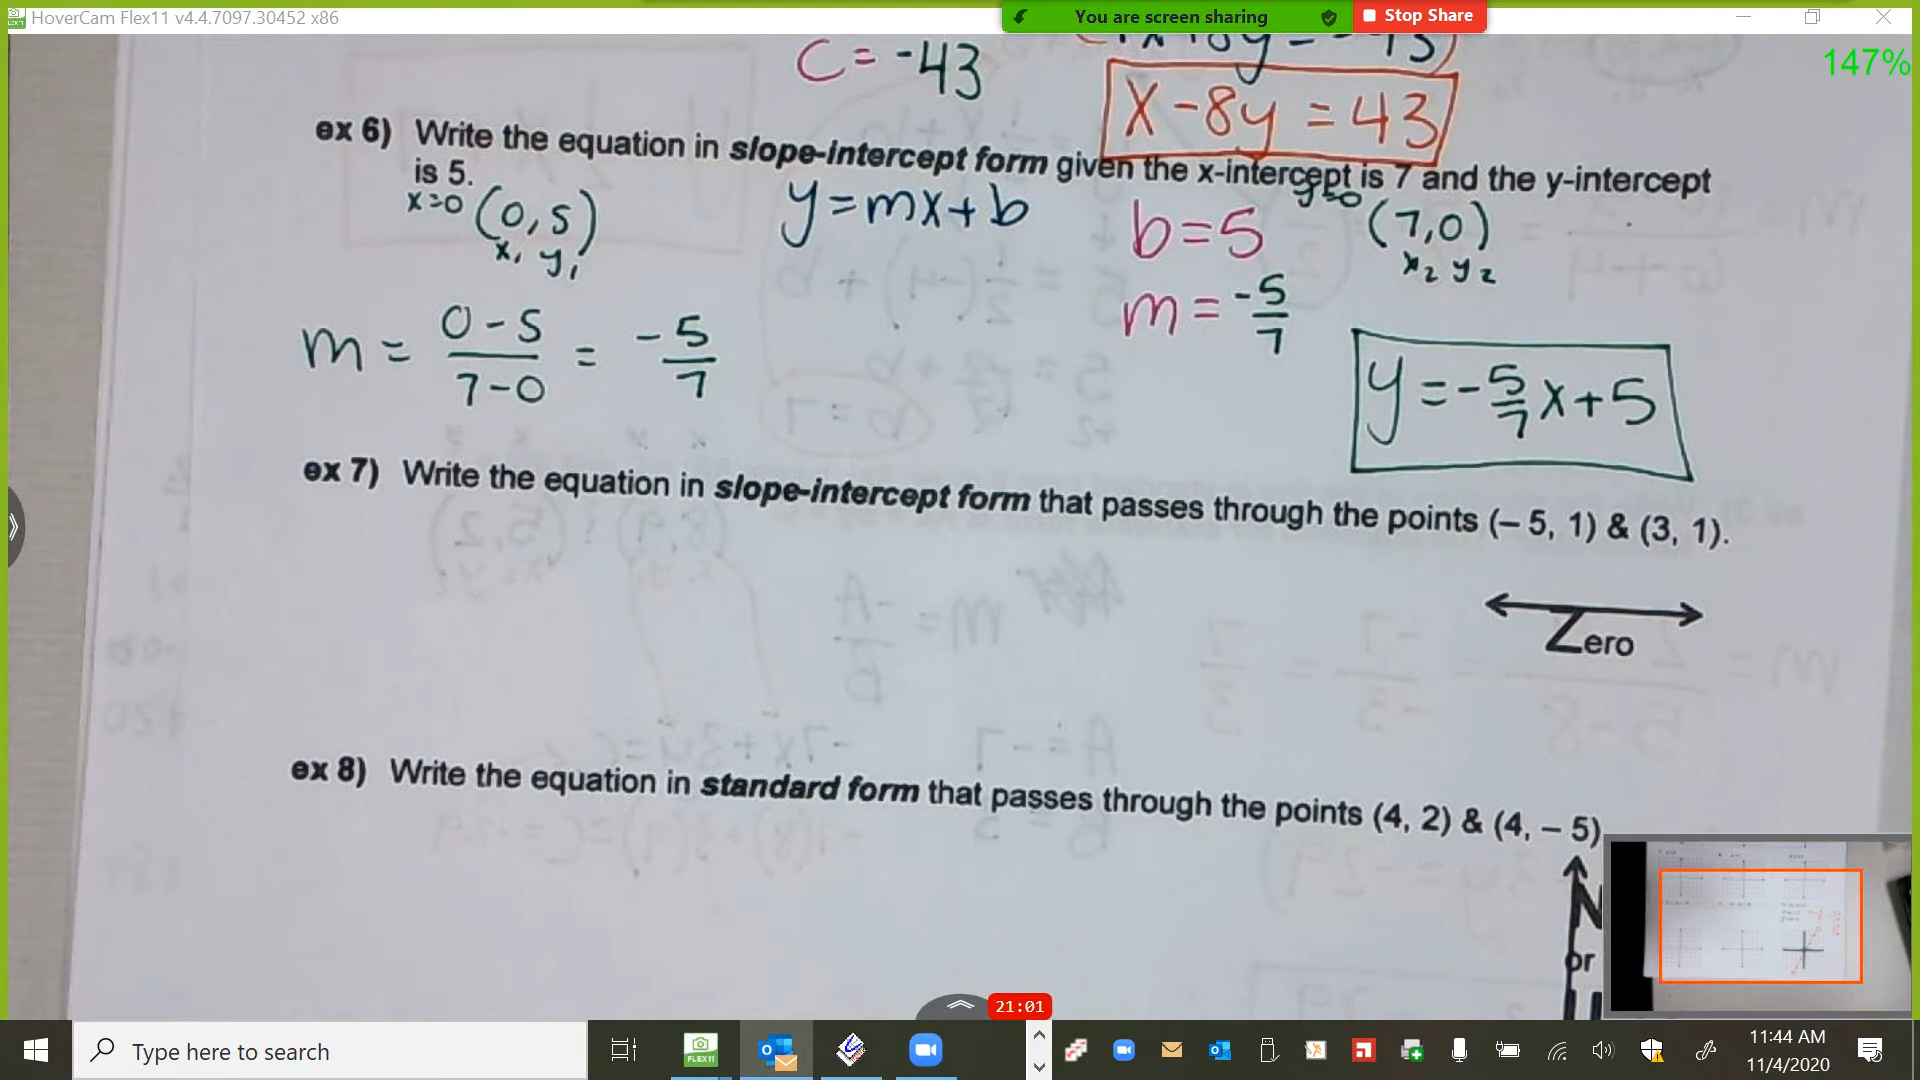 HoverCam Flex11 v4.4.7097.30452 x86
You are screen sharing
Stop Share
147%
C = -43
X - 8y = 43
ex 6) Write the equation in slope-intercept form given the x-intercept is 7 and the y-intercept
is 5.
x=0 (0, 5)
x₁ y₁
y = mx + b
b = 5
y=0 (7, 0)
x₂ y₂
m = -5/7
m = 0-5/7-0 = -5/7
y = -5/7 x + 5
ex 7) Write the equation in slope-intercept form that passes through the points (– 5, 1) & (3, 1).
Zero
ex 8) Write the equation in standard form that passes through the points (4, 2) & (4, – 5)
N
or
21:01
Type here to search
FLEX11
11:44 AM
11/4/2020